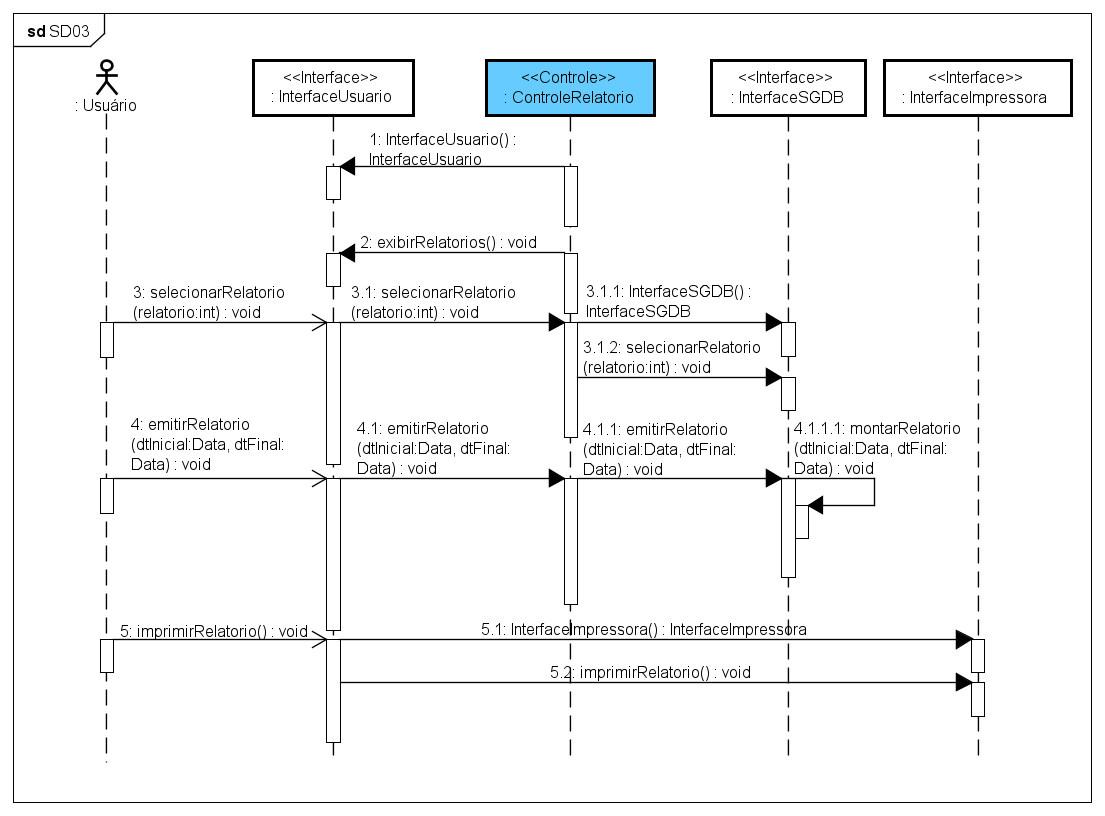 sd SD03
: Usuário
<<Interface>>
: InterfaceUsuario
<<Controle>>
: ControleRelatorio
<<Interface>>
: InterfaceSGDB
<<Interface>>
: InterfaceImpressora
1: InterfaceUsuario() :
InterfaceUsuario
2: exibirRelatorios() : void
3: selecionarRelatorio
(relatorio:int) : void
3.1: selecionarRelatorio
(relatorio:int) : void
3.1.1: InterfaceSGDB() :
InterfaceSGDB
3.1.2: selecionarRelatorio
(relatorio:int) : void
4: emitirRelatorio
(dtInicial:Data, dtFinal:
Data) : void
4.1: emitirRelatorio
(dtInicial:Data, dtFinal:
Data) : void
4.1.1: emitirRelatorio
(dtInicial:Data, dtFinal:
Data) : void
4.1.1.1: montarRelatorio
(dtInicial:Data, dtFinal:
Data) : void
5: imprimirRelatorio() : void
5.1: InterfaceImpressora() : InterfaceImpressora
5.2: imprimirRelatorio() : void